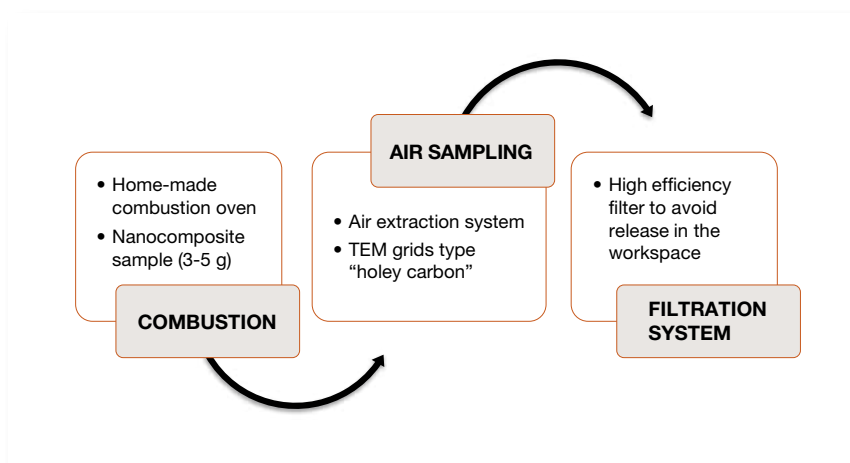 • Home-made
combustion oven
• Nanocomposite
sample (3-5 g)
COMBUSTION
AIR SAMPLING
• Air extraction system
• TEM grids type
“holey carbon”
• High efficiency
filter to avoid
release in the
workspace
FILTRATION
SYSTEM